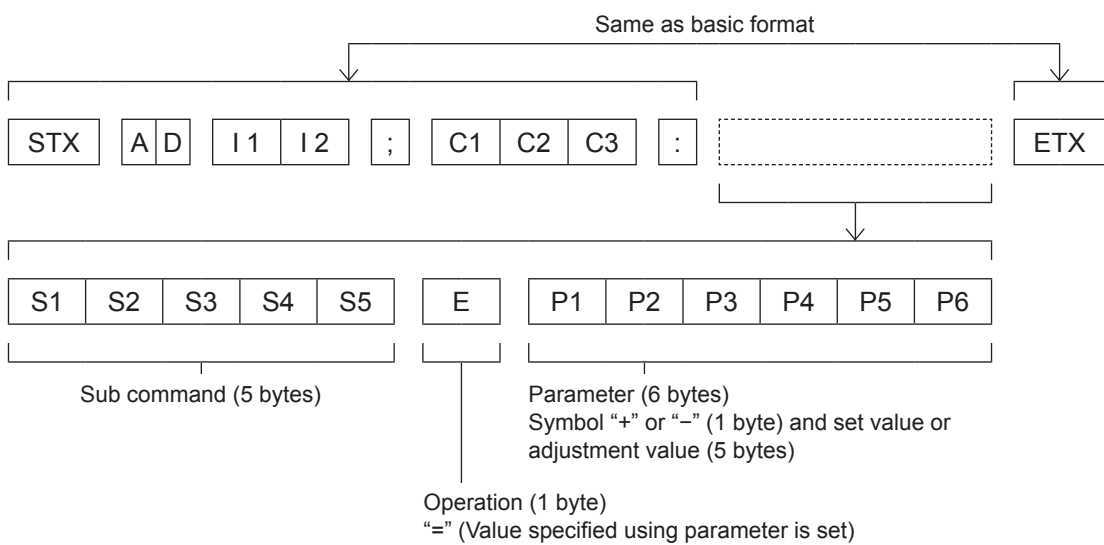 Same as basic format
STX A D I 1 I 2 ; C1 C2 C3 : ETX
S1 S2 S3 S4 S5 E P1 P2 P3 P4 P5 P6
Sub command (5 bytes)
Parameter (6 bytes)
Symbol “+” or “−” (1 byte) and set value or
adjustment value (5 bytes)
Operation (1 byte)
“=” (Value specified using parameter is set)